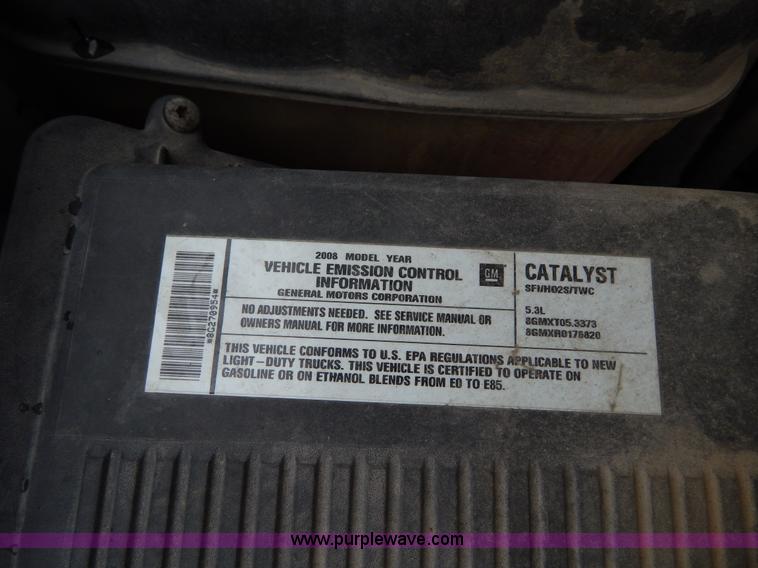 *8C270954*
2008 MODEL YEAR
VEHICLE EMISSION CONTROL
INFORMATION
GENERAL MOTORS CORPORATION
GM
NO ADJUSTMENTS NEEDED. SEE SERVICE MANUAL OR
OWNERS MANUAL FOR MORE INFORMATION.
CATALYST
SFI/HO2S/TWC
5.3L
8GMXT05.3373
8GMXR0176820
THIS VEHICLE CONFORMS TO U.S. EPA REGULATIONS APPLICABLE TO NEW
LIGHT-DUTY TRUCKS. THIS VEHICLE IS CERTIFIED TO OPERATE ON
GASOLINE OR ON ETHANOL BLENDS FROM E0 TO E85.
www.purplewave.com